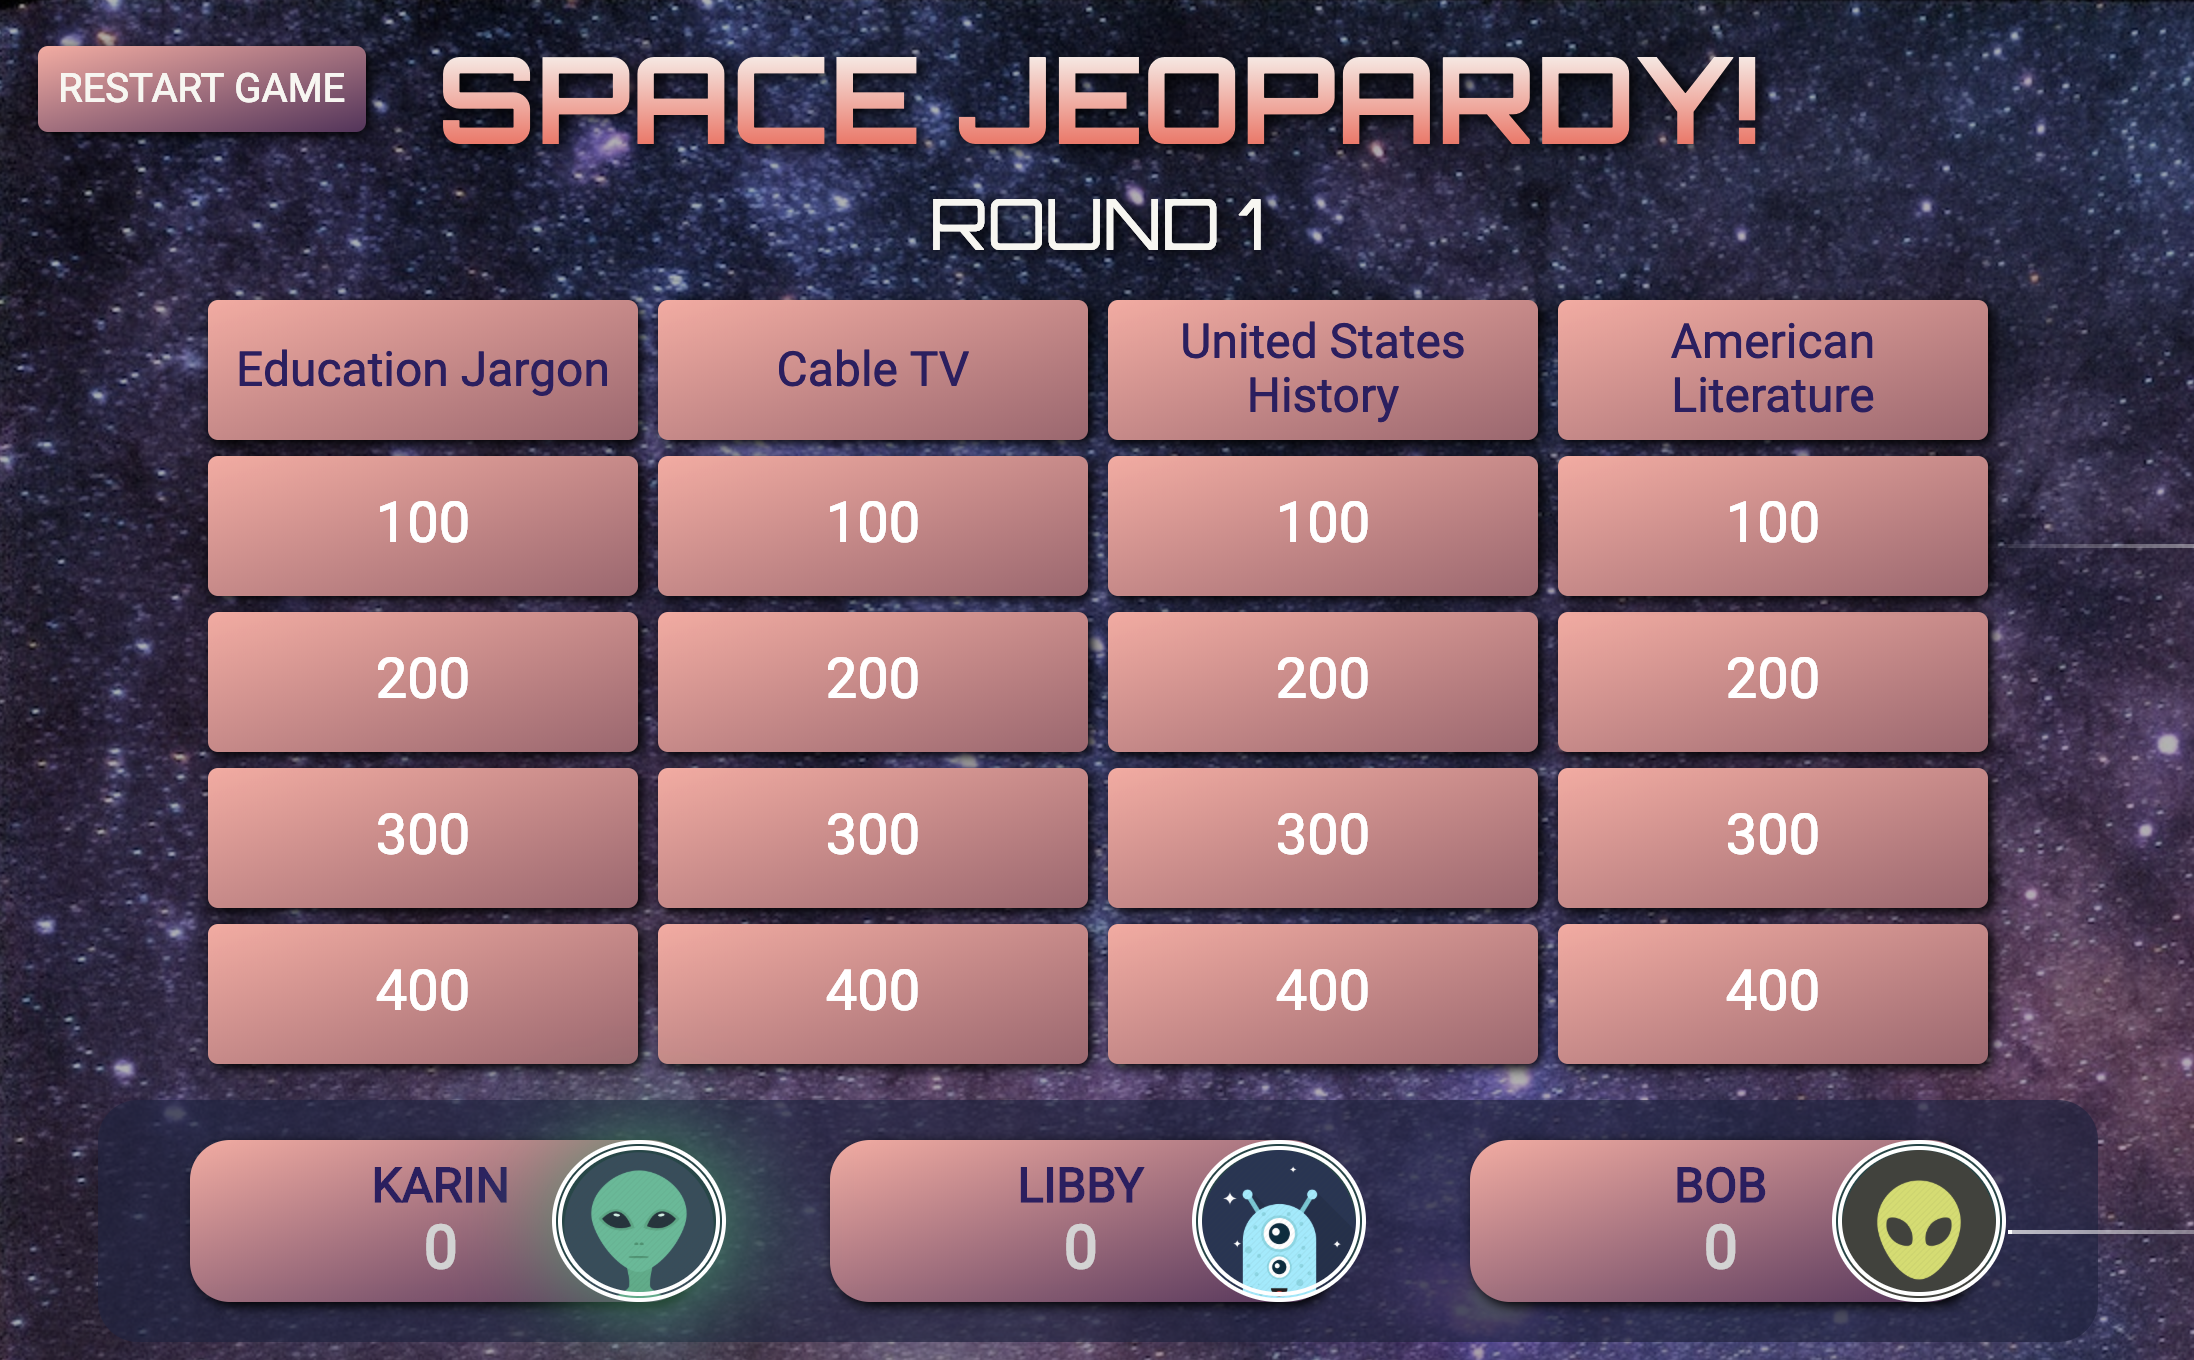 RESTART GAME
SPACE JEOPARDY!
ROUND 1
Education Jargon
Cable TV
United States
History
American
Literature
100
100
100
100
200
200
200
200
300
300
300
300
400
400
400
400
KARIN
0
LIBBY
0
BOB
0